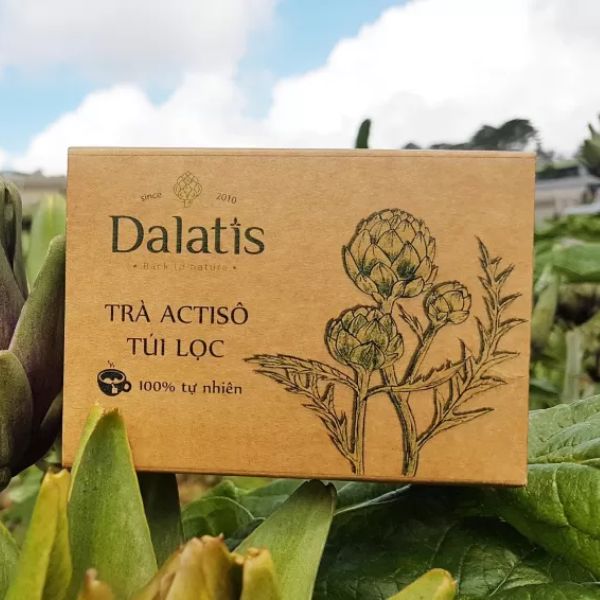 since 2010
Dalatis
• Back to nature •
TRÀ ACTISÔ
TÚI LỌC
100% tự nhiên